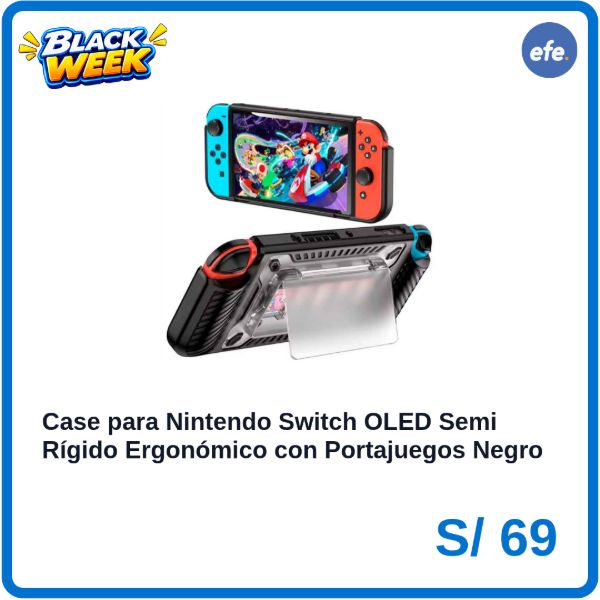 BLACK
WEEK
efe.
Case para Nintendo Switch OLED Semi
Rígido Ergonómico con Portajuegos Negro
S/ 69